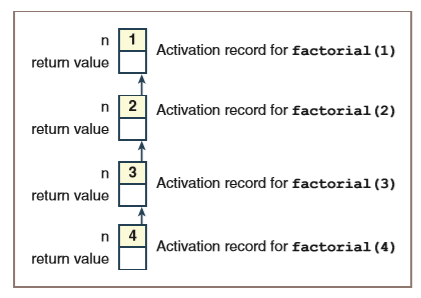 n 1 Activation record for factorial(1)
return value
n 2 Activation record for factorial(2)
return value
n 3 Activation record for factorial(3)
return value
n 4 Activation record for factorial(4)
return value